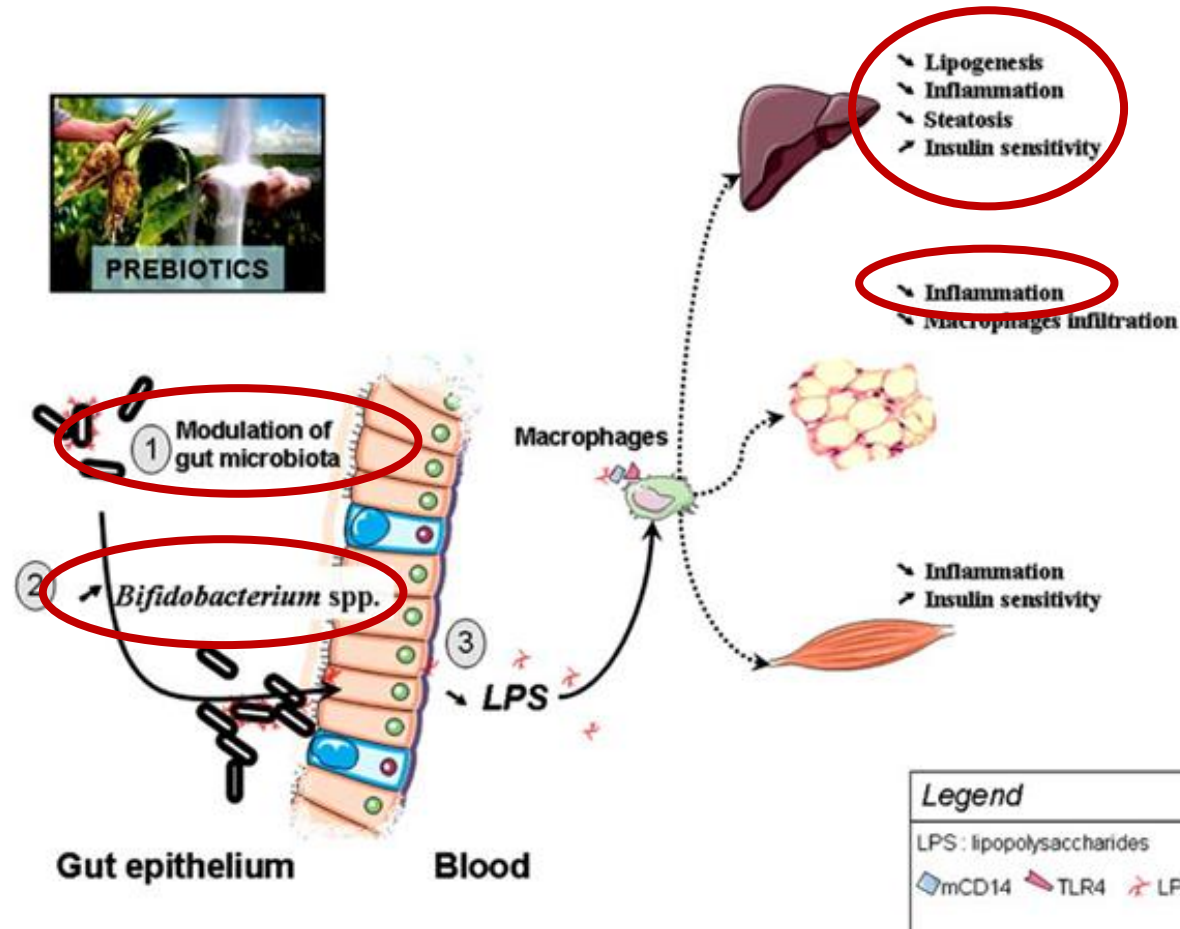 PREBIOTICS
1 Modulation of
gut microbiota
2 ↗ Bifidobacterium spp.
3
↘ LPS
Gut epithelium
Blood
Macrophages
↘ Lipogenesis
↘ Inflammation
↘ Steatosis
↗ Insulin sensitivity
↘ Inflammation
↘ Macrophages infiltration
↘ Inflammation
↗ Insulin sensitivity
Legend
LPS : lipopolysaccharides
mCD14 TLR4 LP